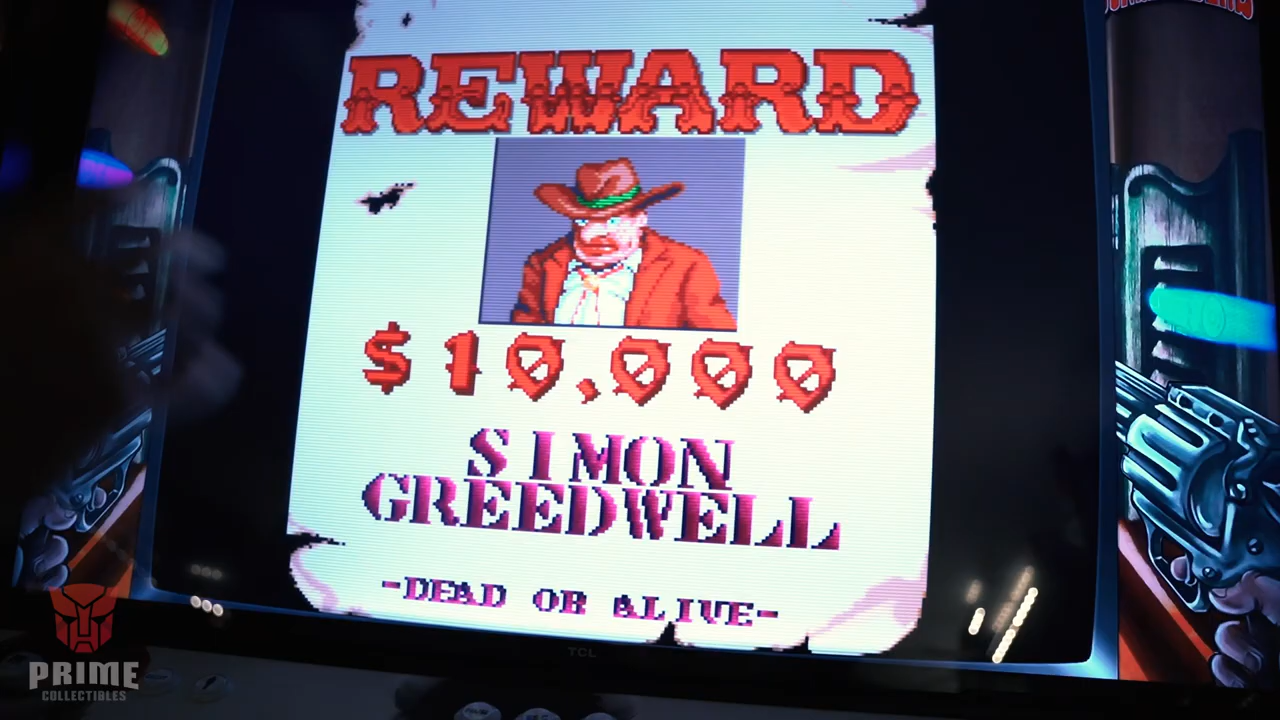 REWARD
$10,000
SIMON
GREEDWELL
-DEAD OR ALIVE-
TCL
PRIME
COLLECTIBLES